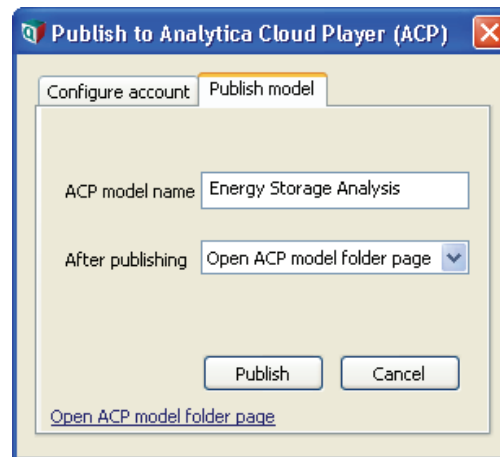 Publish to Analytica Cloud Player (ACP)
Configure account Publish model
ACP model name Energy Storage Analysis
After publishing Open ACP model folder page
Publish Cancel
Open ACP model folder page